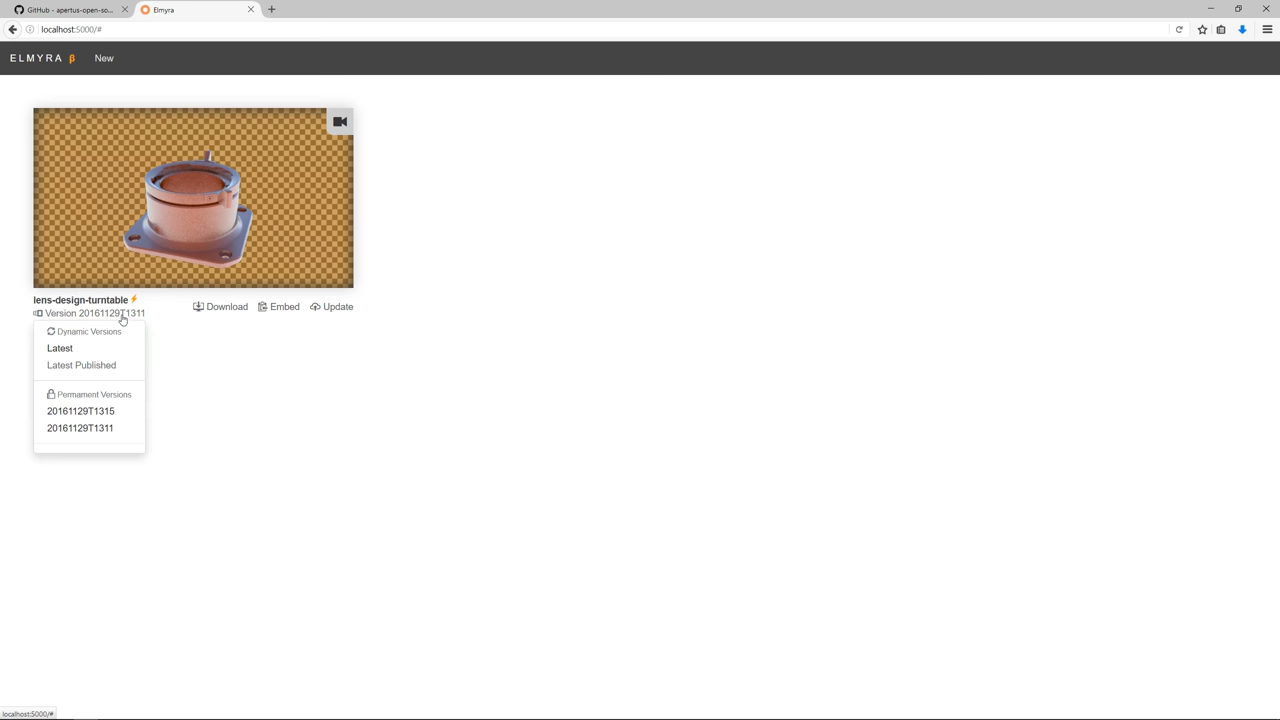 GitHub - apertus-open-so...
Elmyra
localhost:5000/#
ELMYRA β New
lens-design-turntable
Version 20161129T1311
Download Embed Update
Dynamic Versions
Latest
Latest Published
Permament Versions
20161129T1315
20161129T1311
localhost:5000/#